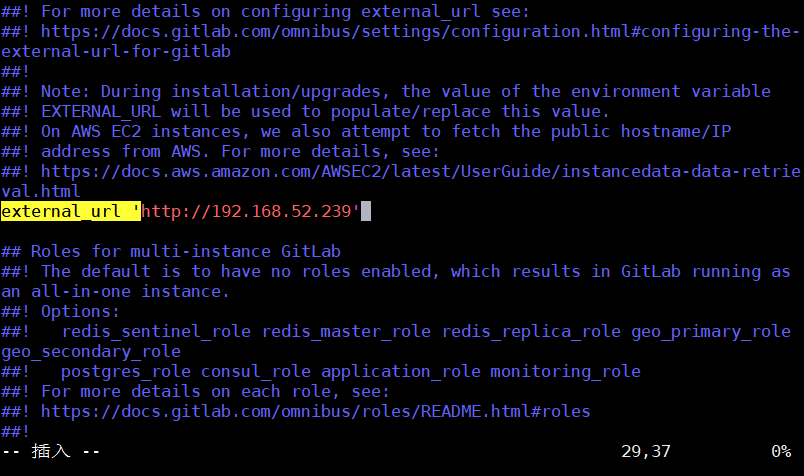 ##! For more details on configuring external_url see:
##! https://docs.gitlab.com/omnibus/settings/configuration.html#configuring-the-
external-url-for-gitlab
##!
##! Note: During installation/upgrades, the value of the environment variable
##! EXTERNAL_URL will be used to populate/replace this value.
##! On AWS EC2 instances, we also attempt to fetch the public hostname/IP
##! address from AWS. For more details, see:
##! https://docs.aws.amazon.com/AWSEC2/latest/UserGuide/instancedata-data-retrie
val.html
external_url 'http://192.168.52.239'
## Roles for multi-instance GitLab
##! The default is to have no roles enabled, which results in GitLab running as
an all-in-one instance.
##! Options:
##!   redis_sentinel_role redis_master_role redis_replica_role geo_primary_role
geo_secondary_role
##!   postgres_role consul_role application_role monitoring_role
##! For more details on each role, see:
##! https://docs.gitlab.com/omnibus/roles/README.html#roles
##!
-- 插入 -- 29,37 0%